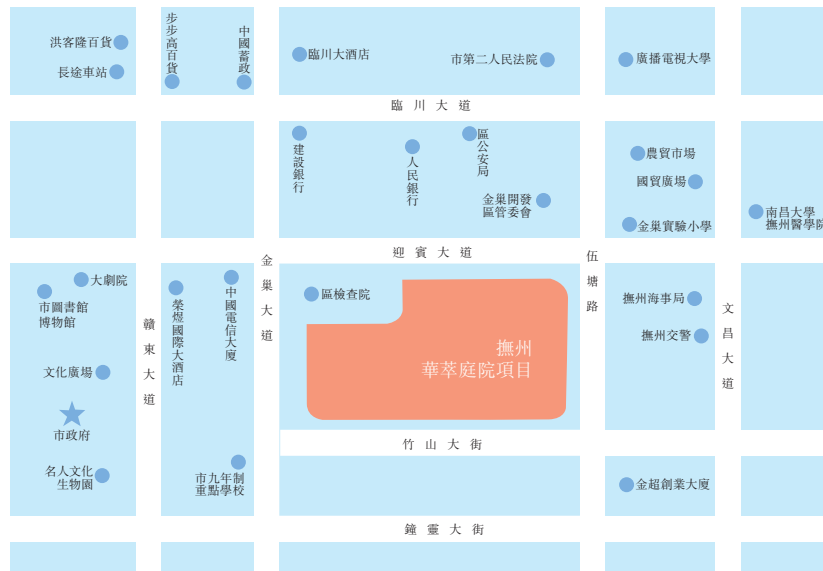 洪客隆百貨
長途車站
步步高百貨
中國蓄政
臨川大酒店
市第二人民法院
廣播電視大學
臨川大道
建設銀行
人民銀行
區公安局
金巢開發
區管委會
農貿市場
國貿廣場
金巢實驗小學
南昌大學
撫州醫學院
迎賓大道
金巢大道
伍塘路
大劇院
市圖書館
博物館
贛東大道
榮煜國際大酒店
中國電信大廈
區檢查院
撫州
華萃庭院項目
撫州海事局
撫州交警
文昌大道
文化廣場
市政府
名人文化
生物園
市九年制
重點學校
竹山大街
金超創業大廈
鐘靈大街